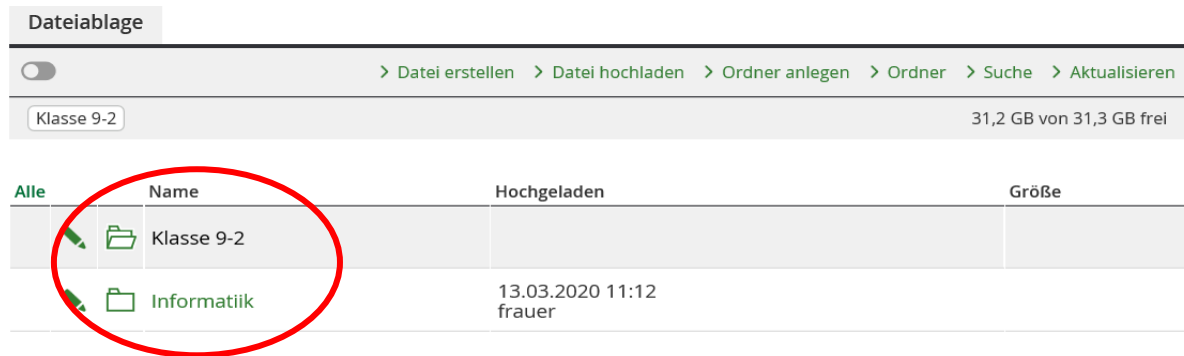 Dateiablage
> Datei erstellen > Datei hochladen > Ordner anlegen > Ordner > Suche > Aktualisieren
Klasse 9-2 31,2 GB von 31,3 GB frei
Alle Name Hochgeladen Größe
Klasse 9-2
Informatiik 13.03.2020 11:12
frauer